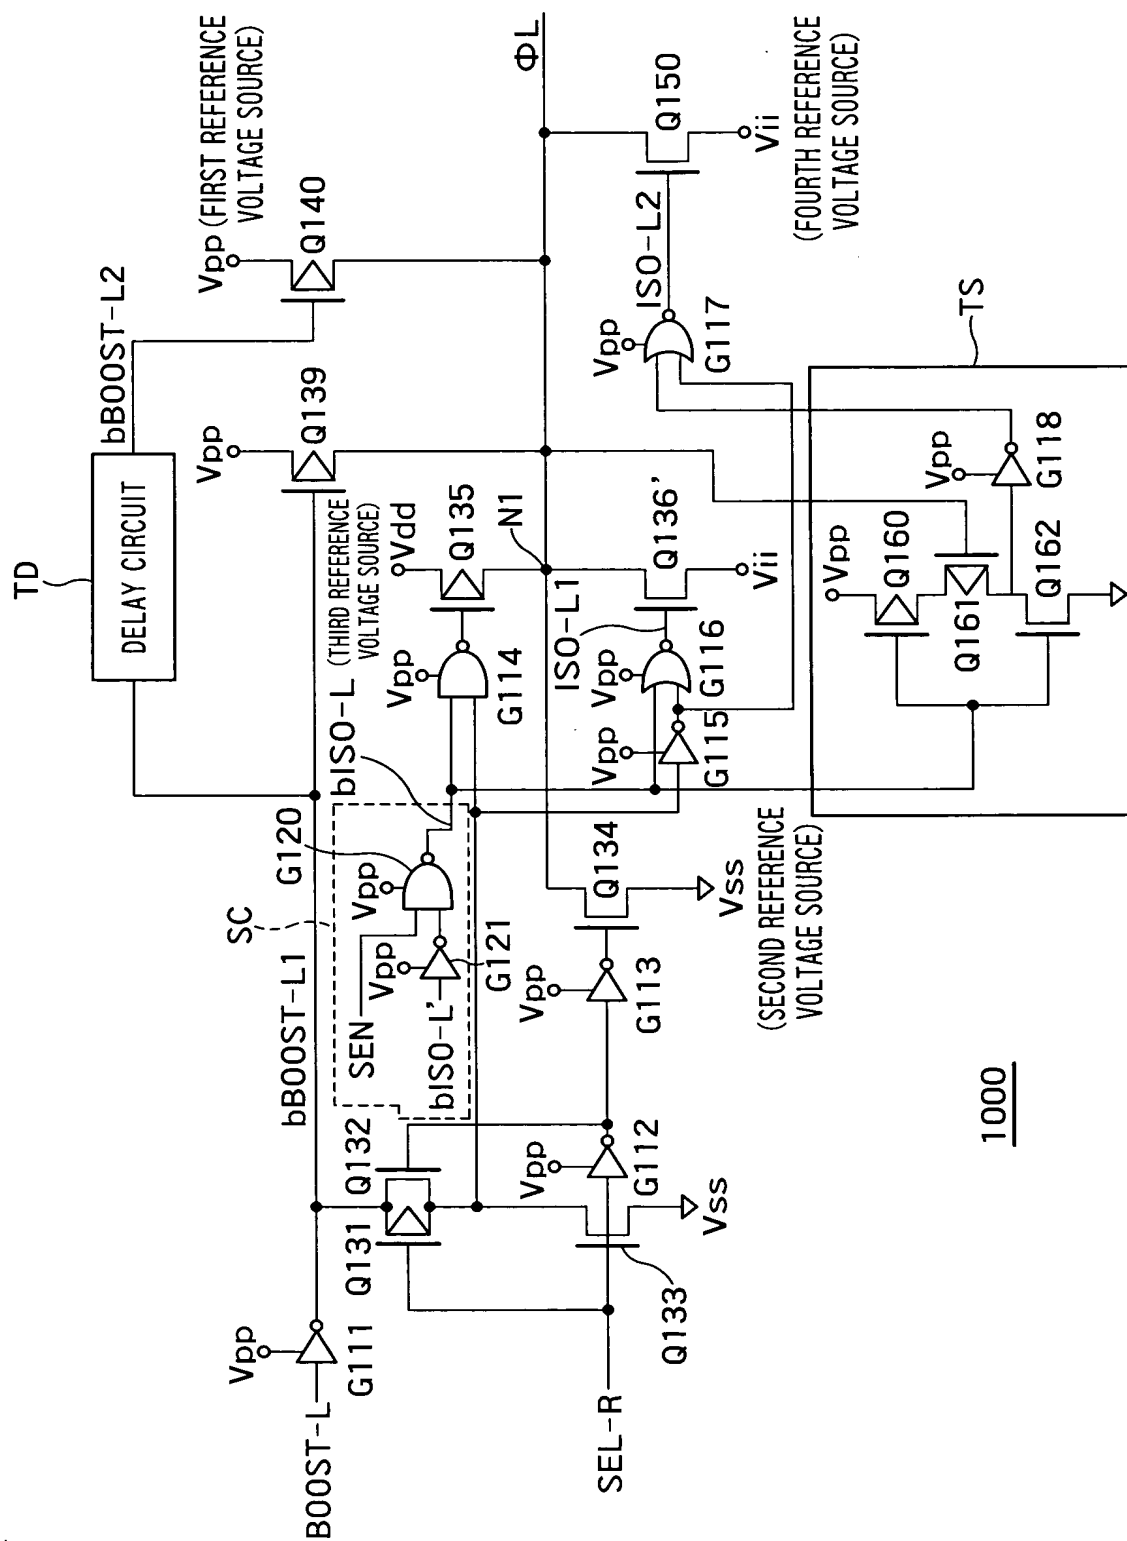 TD
DELAY CIRCUIT
bBOOST-L2
Vpp (FIRST REFERENCE
VOLTAGE SOURCE)
Q140
Vpp
Q139
ΦL
bBOOST-L1
SC
G120
bISO-L
(THIRD REFERENCE
VOLTAGE SOURCE)
Vdd
Q135
N1
Vpp
G114
Vpp
SEN
Vpp
G121
bISO-L'
Vpp
G111
BOOST-L
Q131
Q132
Vpp
G112
Vss
Q133
SEL-R
Vpp
G113
Q134
Vss
(SECOND REFERENCE
VOLTAGE SOURCE)
Vpp
G115
ISO-L1
Vpp
G116
Q136'
Vii
Vpp
G117
ISO-L2
Q150
Vii
(FOURTH REFERENCE
VOLTAGE SOURCE)
TS
Vpp
Q160
Q161
Q162
Vpp
G118
1000